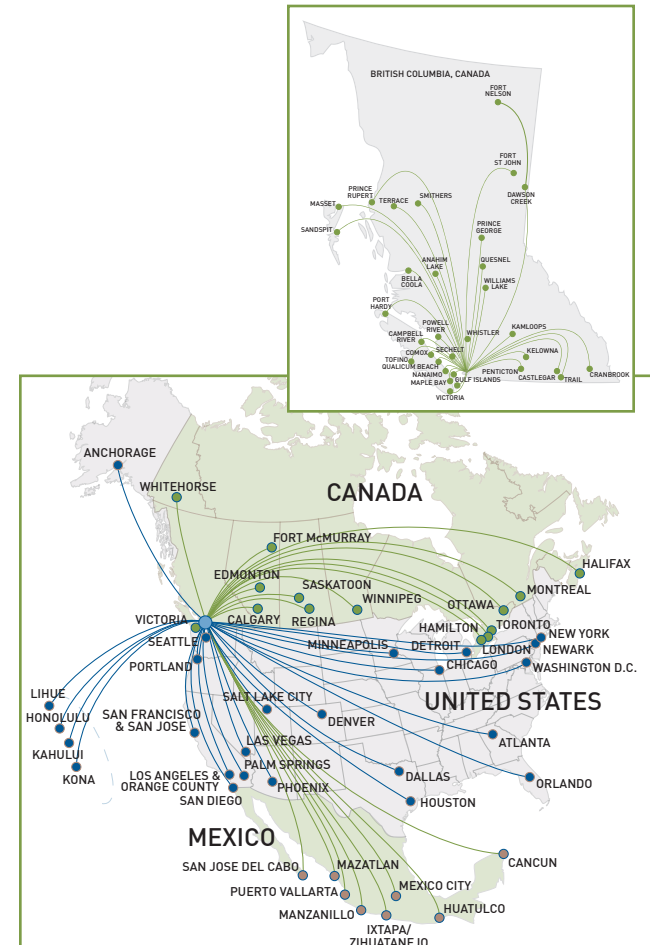 BRITISH COLUMBIA, CANADA
FORT
NELSON
FORT
ST JOHN
DAWSON
CREEK
PRINCE
RUPERT
TERRACE
SMITHERS
MASSET
SANDSPIT
PRINCE
GEORGE
ANAHIM
LAKE
QUESNEL
BELLA
COOLA
WILLIAMS
LAKE
PORT
HARDY
POWELL
RIVER
CAMPBELL
RIVER
WHISTLER
KAMLOOPS
COMOX
SECHELT
KELOWNA
TOFINO
QUALICUM BEACH
NANAIMO
MAPLE BAY
GULF ISLANDS
PENTICTON
CASTLEGAR
TRAIL
CRANBROOK
VICTORIA
ANCHORAGE
WHITEHORSE
CANADA
FORT McMURRAY
EDMONTON
SASKATOON
WINNIPEG
HALIFAX
MONTREAL
OTTAWA
VICTORIA
CALGARY
REGINA
HAMILTON
TORONTO
SEATTLE
MINNEAPOLIS
DETROIT
LONDON
NEW YORK
NEWARK
PORTLAND
CHICAGO
WASHINGTON D.C.
LIHUE
SALT LAKE CITY
UNITED STATES
HONOLULU
SAN FRANCISCO
& SAN JOSE
DENVER
KAHULUI
LAS VEGAS
ATLANTA
KONA
PALM SPRINGS
LOS ANGELES &
ORANGE COUNTY
PHOENIX
DALLAS
ORLANDO
SAN DIEGO
HOUSTON
MEXICO
SAN JOSE DEL CABO
MAZATLAN
CANCUN
PUERTO VALLARTA
MEXICO CITY
MANZANILLO
HUATULCO
IXTAPA/
ZIHUATANEJO